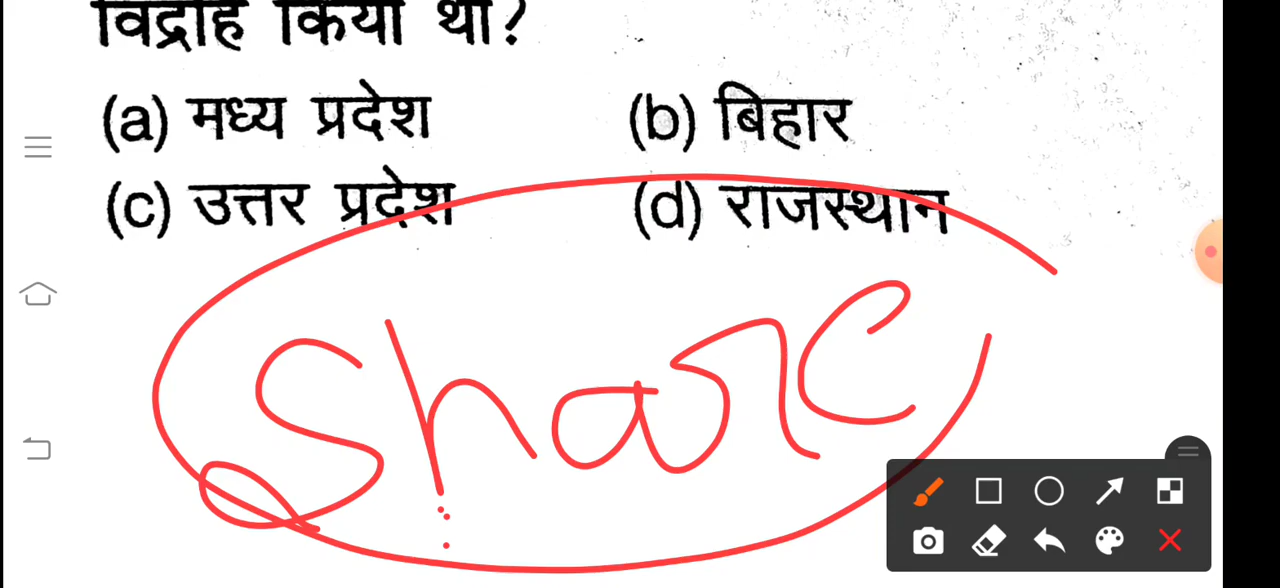 विद्रोह किया था?
(a) मध्य प्रदेश (b) बिहार
(c) उत्तर प्रदेश (d) राजस्थान
Share